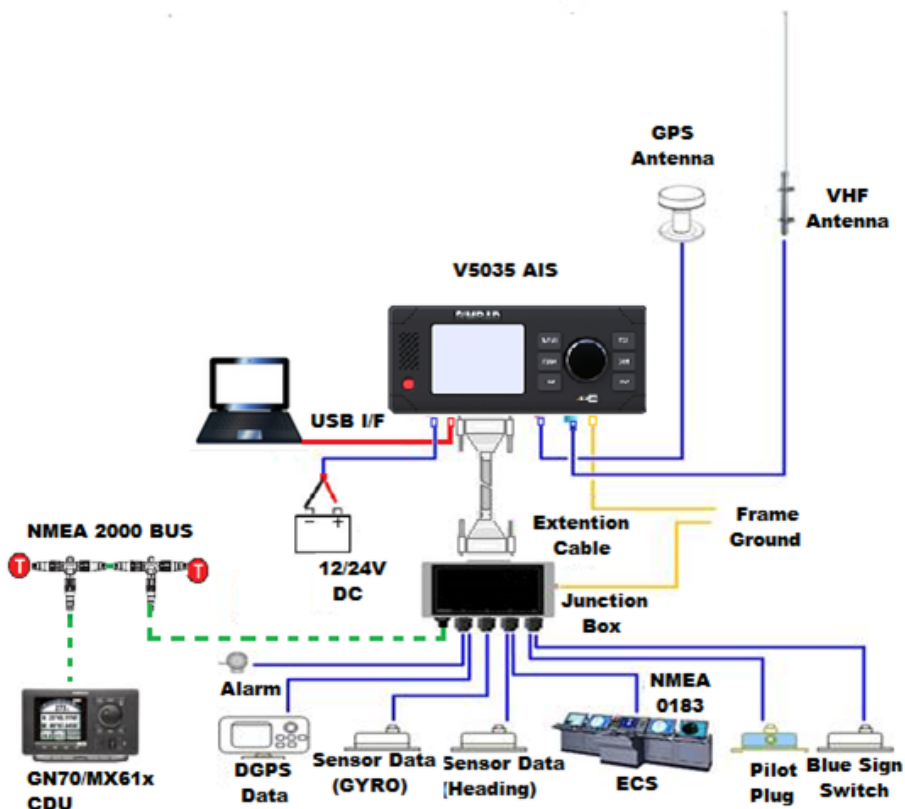 GPS
Antenna
VHF
Antenna
V5035 AIS
SIMRAD
USB I/F
NMEA 2000 BUS
T
T
12/24V
DC
Extention
Cable
Frame
Ground
Junction
Box
Alarm
NMEA
0183
DGPS
Data
Sensor Data
(GYRO)
Sensor Data
(Heading)
ECS
Pilot
Plug
Blue Sign
Switch
GN70/MX61x
CDU
- +